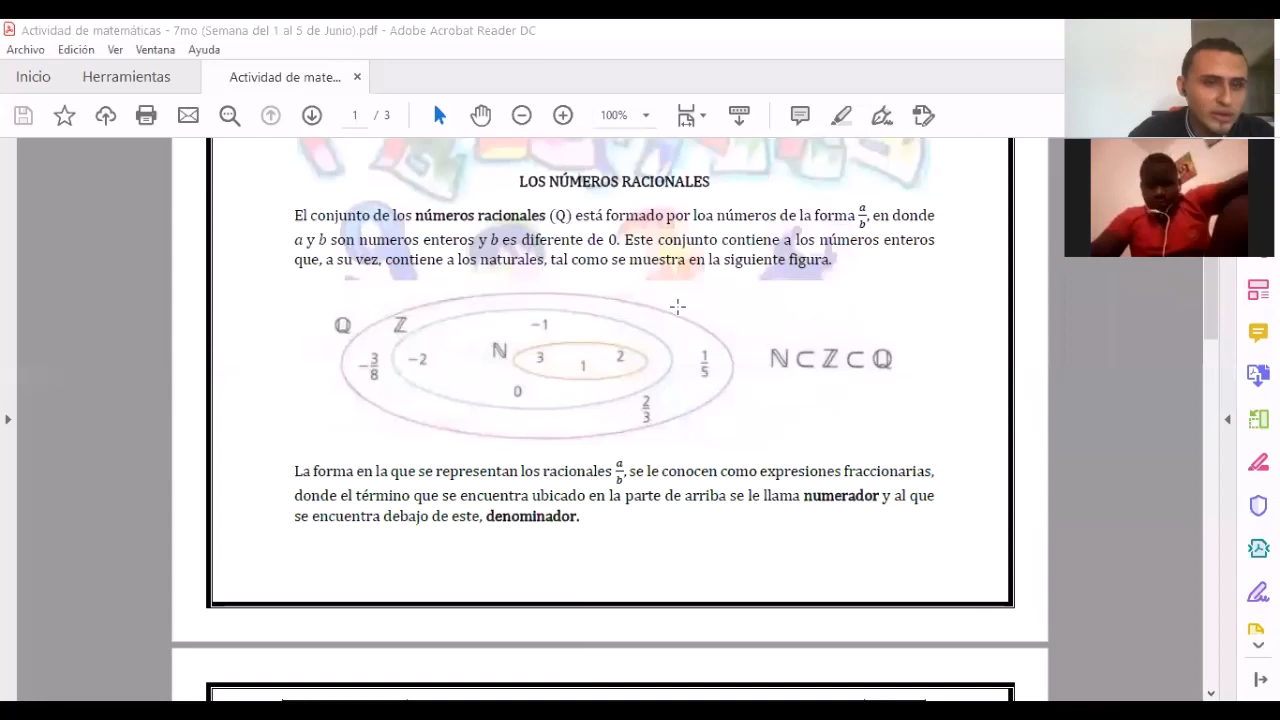 Actividad de matemáticas - 7mo (Semana del 1 al 5 de Junio).pdf - Adobe Acrobat Reader DC
Archivo Edición Ver Ventana Ayuda
Inicio Herramientas Actividad de mate... ×
1 / 3 100%
LOS NÚMEROS RACIONALES
El conjunto de los números racionales (Q) está formado por loa números de la forma a/b, en donde
a y b son numeros enteros y b es diferente de 0. Este conjunto contiene a los números enteros
que, a su vez, contiene a los naturales, tal como se muestra en la siguiente figura.
ℚ ℤ −1
ℕ 3 1 2
−3/8 −2 1/5 ℕ ⊂ ℤ ⊂ ℚ
0 2/3
La forma en la que se representan los racionales a/b, se le conocen como expresiones fraccionarias,
donde el término que se encuentra ubicado en la parte de arriba se le llama numerador y al que
se encuentra debajo de este, denominador.